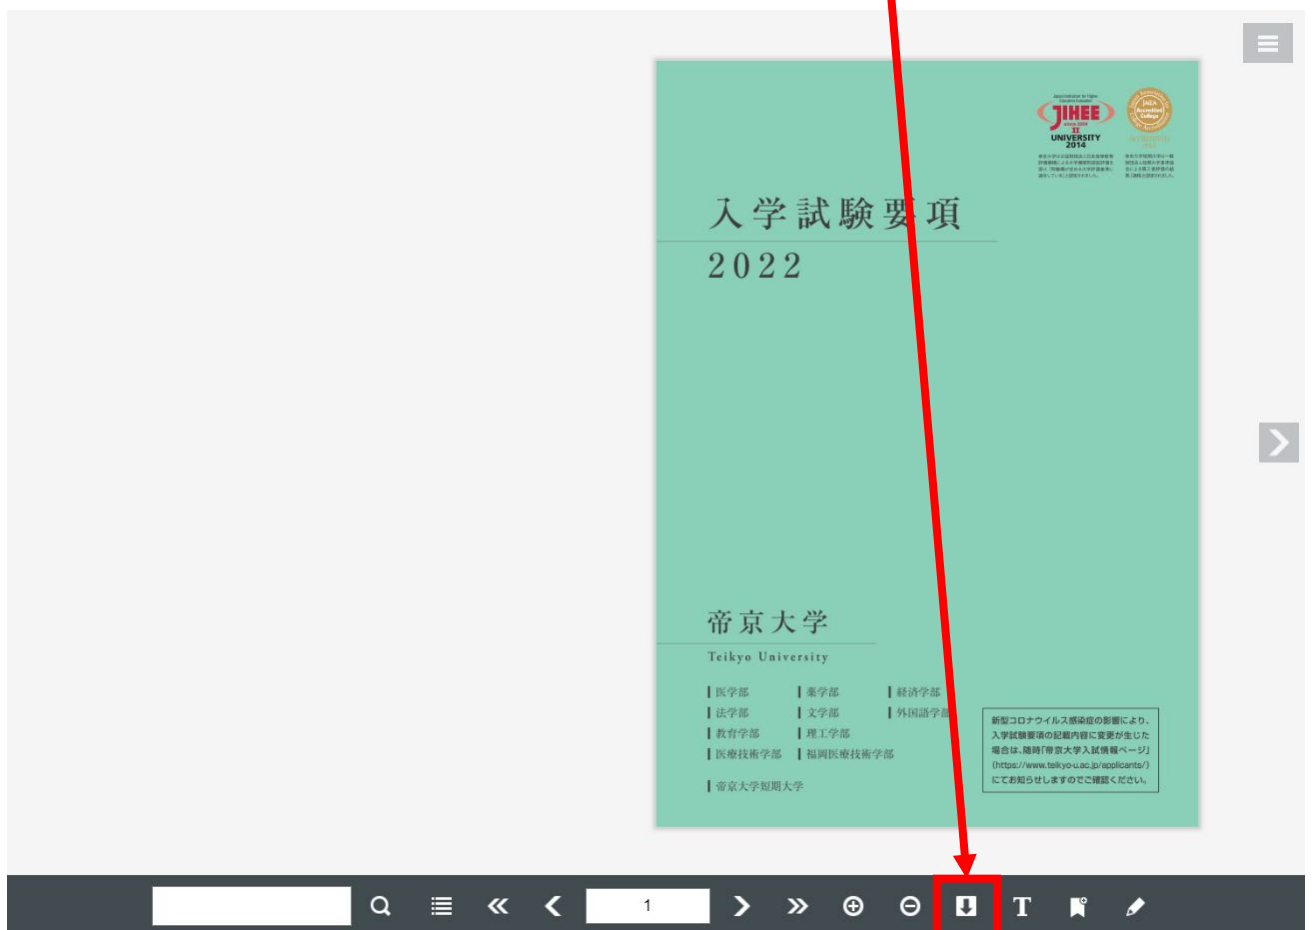 JIHEE
UNIVERSITY
2014
JAEA
Accredited
College
入学試験要項
2022
帝京大学
Teikyo University
医学部 薬学部 経済学部
法学部 文学部 外国語学部
教育学部 理工学部
医療技術学部 福岡医療技術学部
帝京大学短期大学
新型コロナウイルス感染症の影響により、
入学試験要項の記載内容に変更が生じた
場合は、随時「帝京大学入試情報ページ」
(https://www.teikyo-u.ac.jp/applicants/)
にてお知らせしますのでご確認ください。
1
T